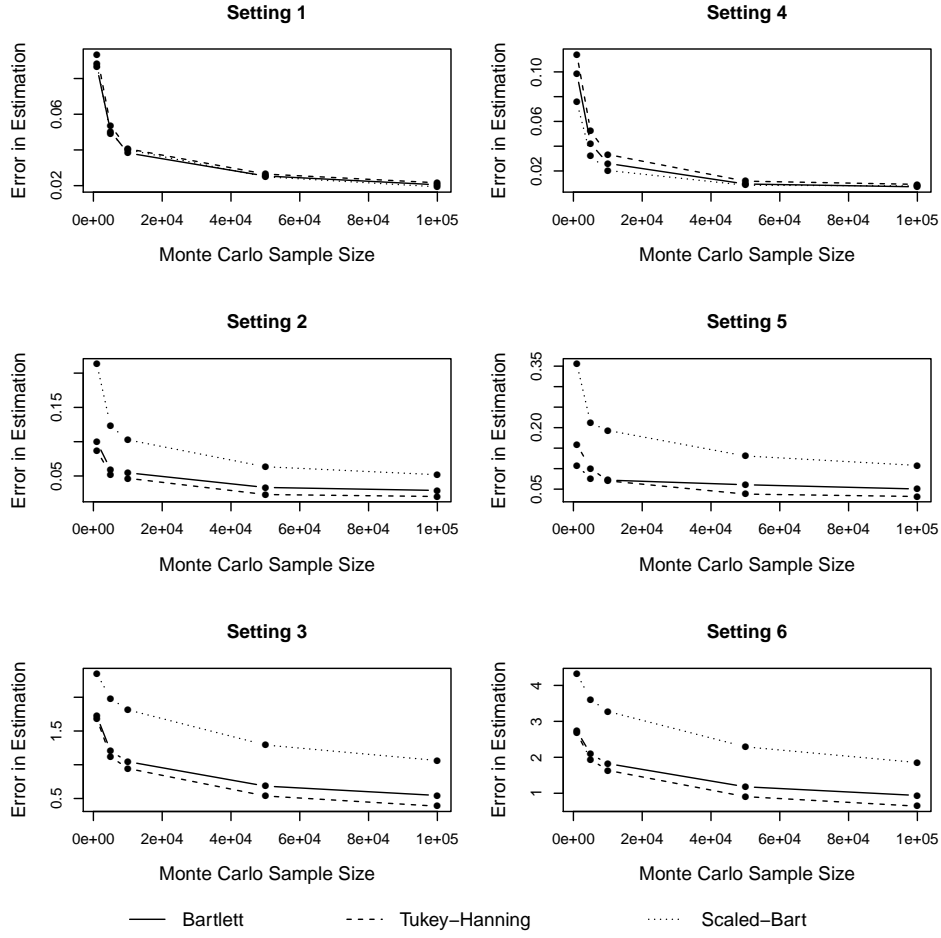 Setting 1
Error in Estimation
0.02
0.06
0e+00 2e+04 4e+04 6e+04 8e+04 1e+05
Monte Carlo Sample Size
Setting 4
Error in Estimation
0.02
0.06
0.10
0e+00 2e+04 4e+04 6e+04 8e+04 1e+05
Monte Carlo Sample Size
Setting 2
Error in Estimation
0.05
0.15
0e+00 2e+04 4e+04 6e+04 8e+04 1e+05
Monte Carlo Sample Size
Setting 5
Error in Estimation
0.05
0.20
0.35
0e+00 2e+04 4e+04 6e+04 8e+04 1e+05
Monte Carlo Sample Size
Setting 3
Error in Estimation
0.5
1.5
0e+00 2e+04 4e+04 6e+04 8e+04 1e+05
Monte Carlo Sample Size
Setting 6
Error in Estimation
1
2
3
4
0e+00 2e+04 4e+04 6e+04 8e+04 1e+05
Monte Carlo Sample Size
Bartlett Tukey−Hanning Scaled−Bart